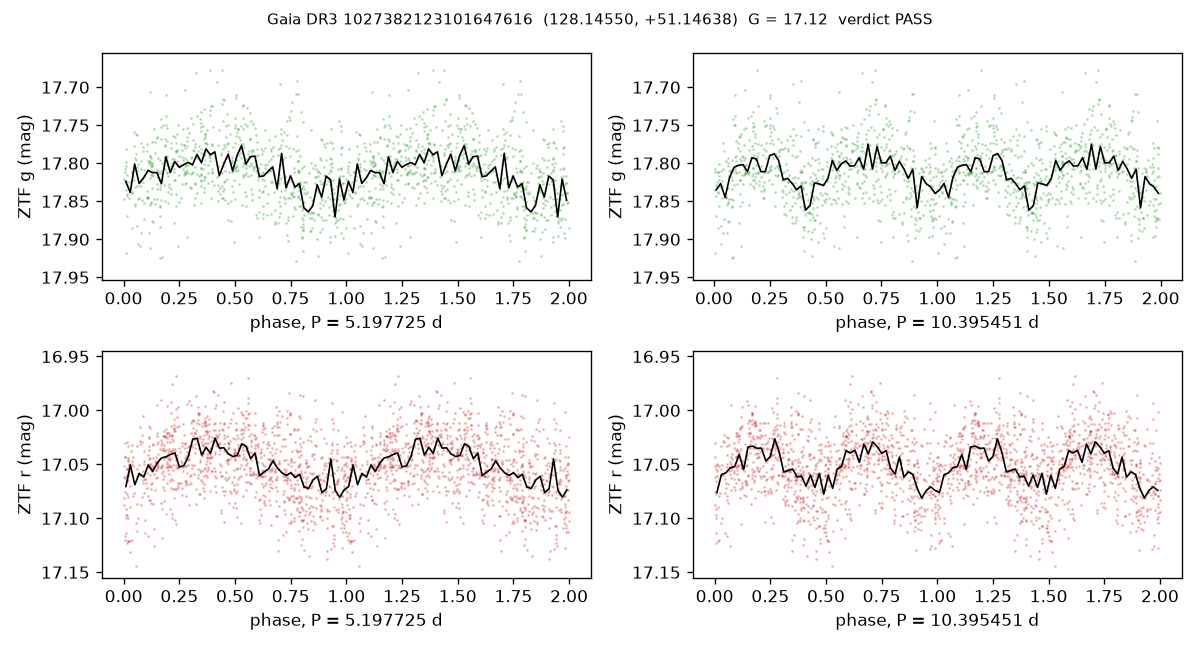 Gaia DR3 1027382123101647616  (128.14550, +51.14638)  G = 17.12  verdict PASS
ZTF g (mag)
17.70
17.75
17.80
17.85
17.90
17.95
0.00 0.25 0.50 0.75 1.00 1.25 1.50 1.75 2.00
phase, P = 5.197725 d
ZTF g (mag)
17.70
17.75
17.80
17.85
17.90
17.95
0.00 0.25 0.50 0.75 1.00 1.25 1.50 1.75 2.00
phase, P = 10.395451 d
ZTF r (mag)
16.95
17.00
17.05
17.10
17.15
0.00 0.25 0.50 0.75 1.00 1.25 1.50 1.75 2.00
phase, P = 5.197725 d
ZTF r (mag)
16.95
17.00
17.05
17.10
17.15
0.00 0.25 0.50 0.75 1.00 1.25 1.50 1.75 2.00
phase, P = 10.395451 d